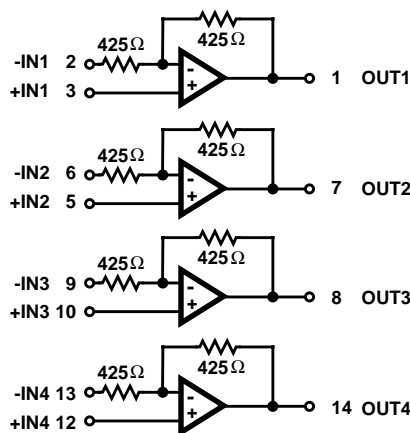 425Ω
425Ω
-IN1 2
- 
+IN1 3
+
1 OUT1
425Ω
425Ω
-IN2 6
-
+IN2 5
+
7 OUT2
425Ω
425Ω
-IN3 9
-
+IN3 10
+
8 OUT3
425Ω
425Ω
-IN4 13
-
+IN4 12
+
14 OUT4